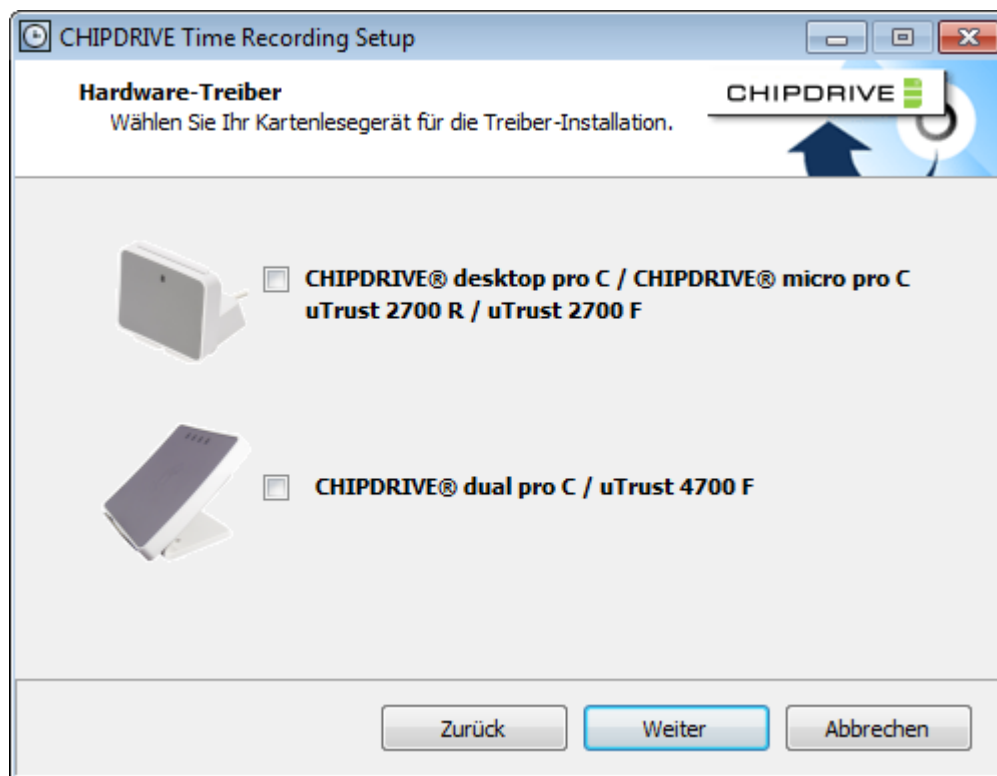 CHIPDRIVE Time Recording Setup
Hardware-Treiber
CHIPDRIVE
Wählen Sie Ihr Kartenlesegerät für die Treiber-Installation.
CHIPDRIVE® desktop pro C / CHIPDRIVE® micro pro C
uTrust 2700 R / uTrust 2700 F
CHIPDRIVE® dual pro C / uTrust 4700 F
Zurück
Weiter
Abbrechen